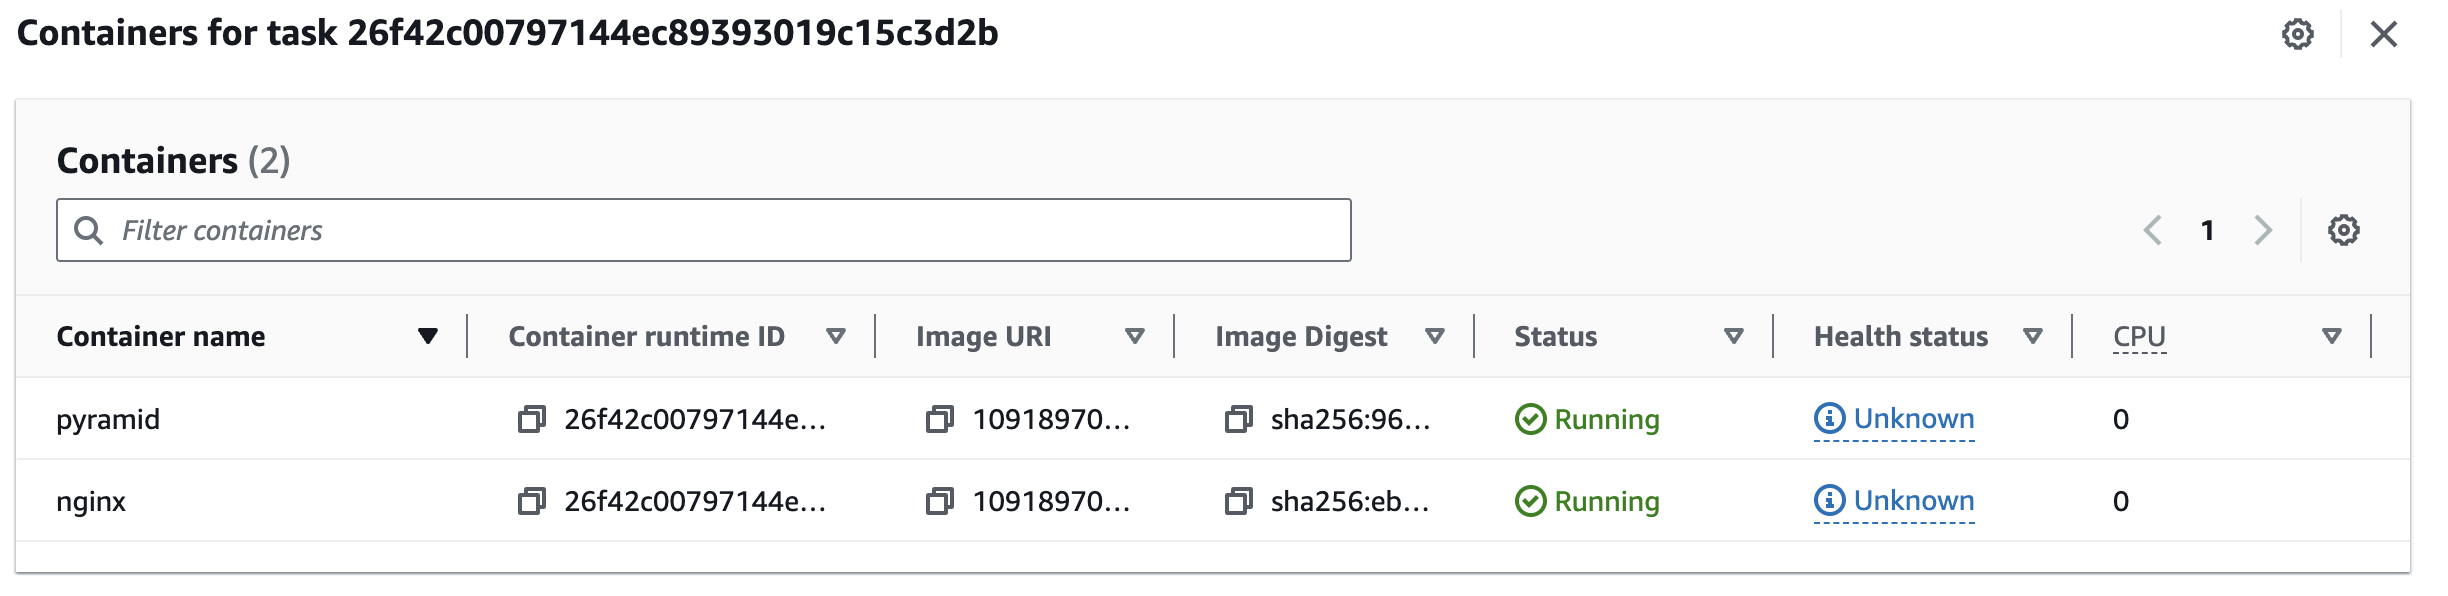 Containers for task 26f42c00797144ec89393019c15c3d2b
Containers (2)
Filter containers
1
Container name Container runtime ID Image URI Image Digest Status Health status CPU
pyramid 26f42c00797144e... 10918970... sha256:96... Running Unknown 0
nginx 26f42c00797144e... 10918970... sha256:eb... Running Unknown 0